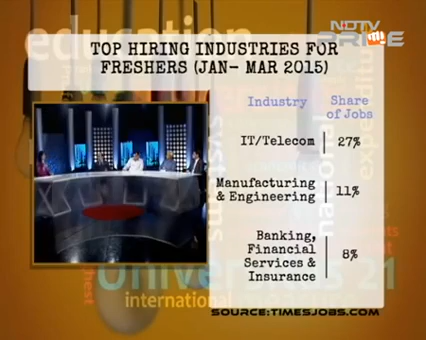 NDTV
PRIME
TOP HIRING INDUSTRIES FOR
FRESHERS (JAN- MAR 2015)
Industry
Share
of Jobs
IT/Telecom
27%
Manufacturing
& Engineering
11%
Banking,
Financial
Services &
Insurance
8%
education
international
SOURCE:TIMESJOBS.COM